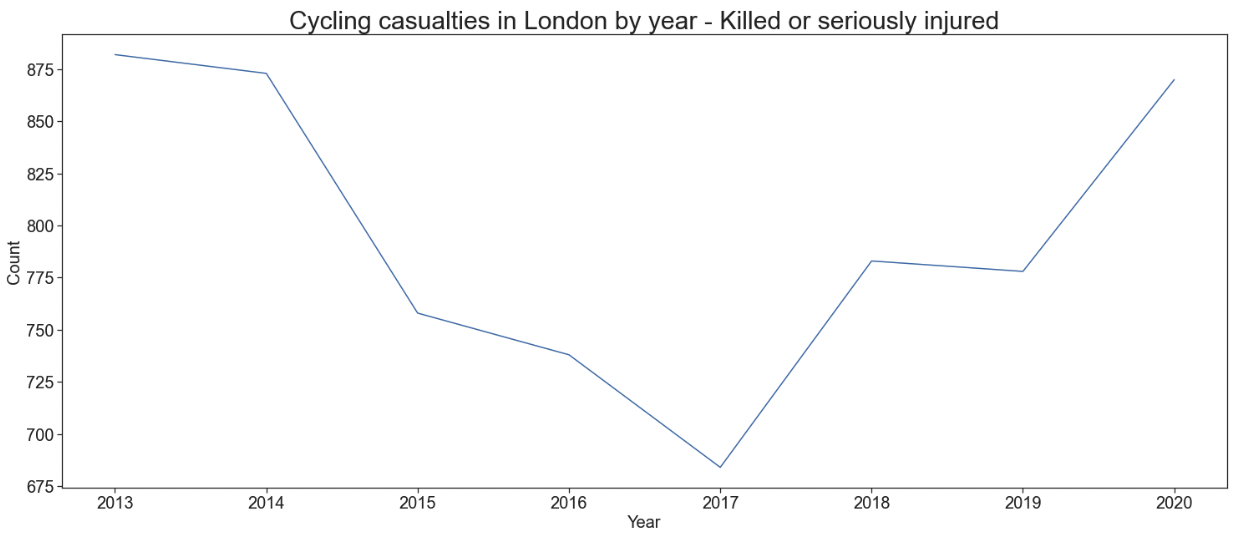 Cycling casualties in London by year - Killed or seriously injured
875
850
825
800
775
750
725
700
675
Count
2013 2014 2015 2016 2017 2018 2019 2020
Year